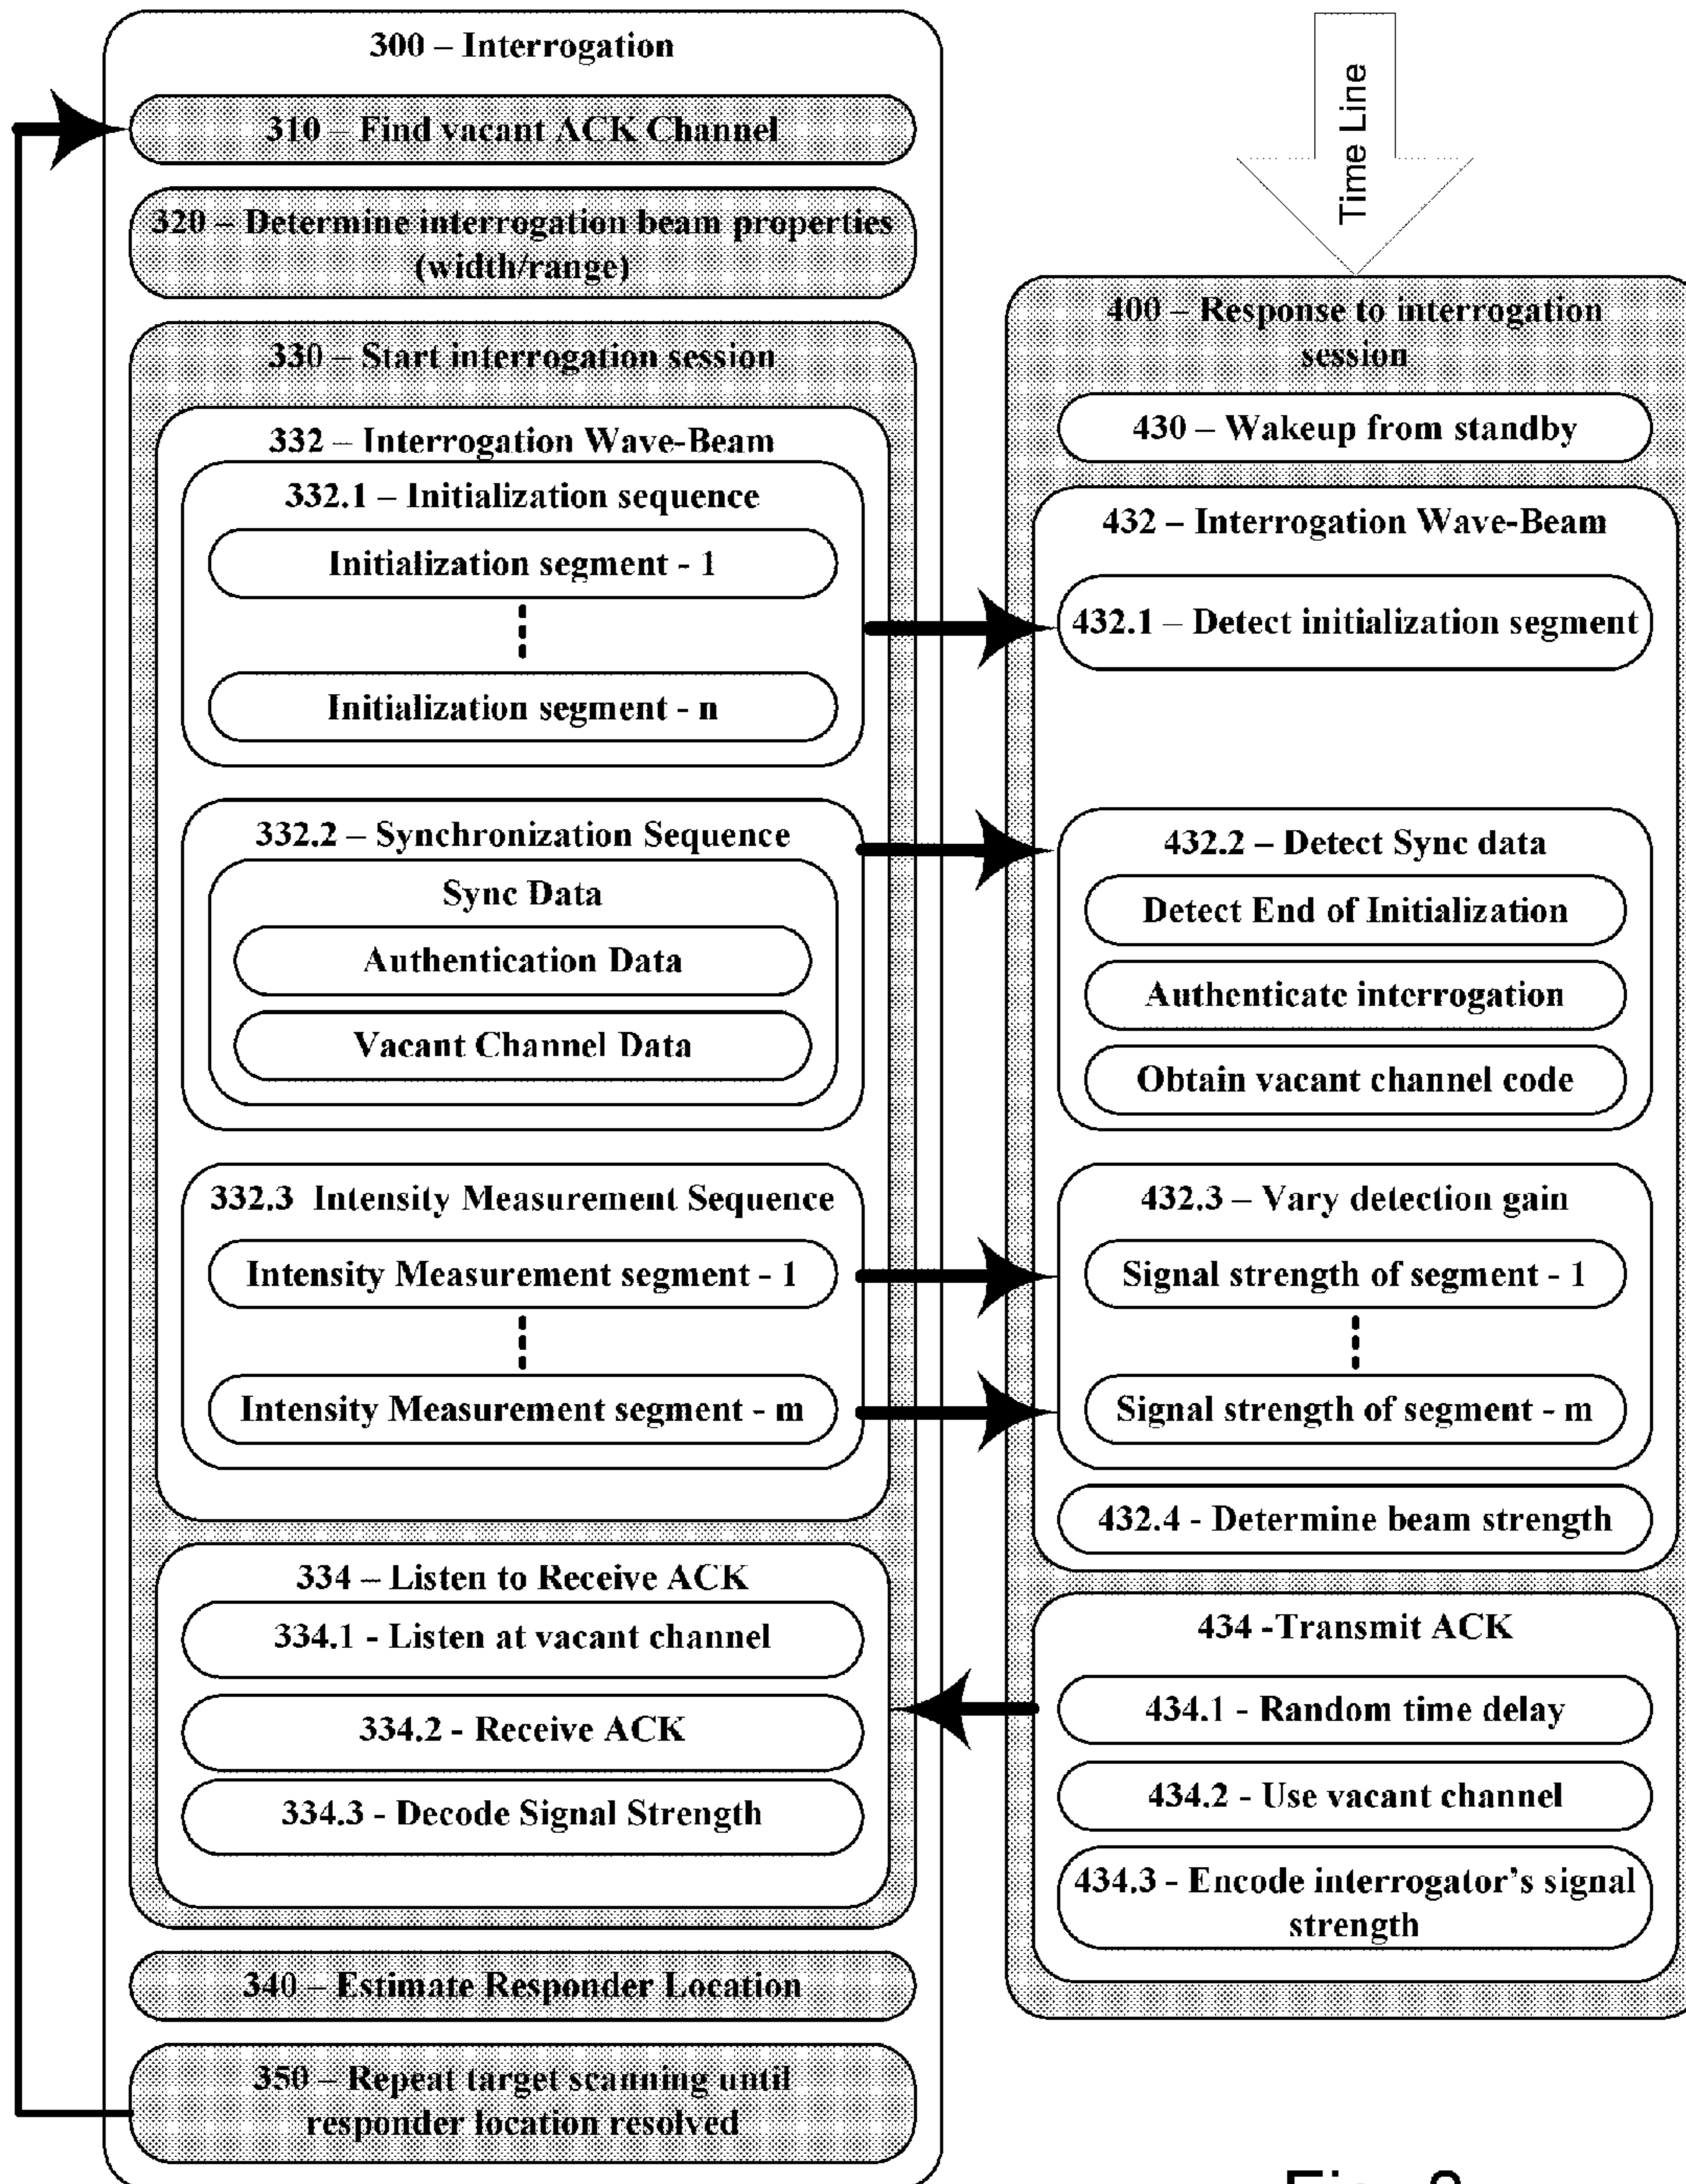 300 – Interrogation
310 – Find vacant ACK Channel
320 – Determine interrogation beam properties
(width/range)
330 – Start interrogation session
332 – Interrogation Wave-Beam
332.1 – Initialization sequence
Initialization segment - 1
Initialization segment - n
332.2 – Synchronization Sequence
Sync Data
Authentication Data
Vacant Channel Data
332.3 Intensity Measurement Sequence
Intensity Measurement segment - 1
Intensity Measurement segment - m
334 – Listen to Receive ACK
334.1 - Listen at vacant channel
334.2 - Receive ACK
334.3 - Decode Signal Strength
340 – Estimate Responder Location
350 – Repeat target scanning until
responder location resolved
Time Line
400 – Response to interrogation
session
430 – Wakeup from standby
432 – Interrogation Wave-Beam
432.1 – Detect initialization segment
432.2 – Detect Sync data
Detect End of Initialization
Authenticate interrogation
Obtain vacant channel code
432.3 – Vary detection gain
Signal strength of segment - 1
Signal strength of segment - m
432.4 - Determine beam strength
434 -Transmit ACK
434.1 - Random time delay
434.2 - Use vacant channel
434.3 - Encode interrogator's signal
strength